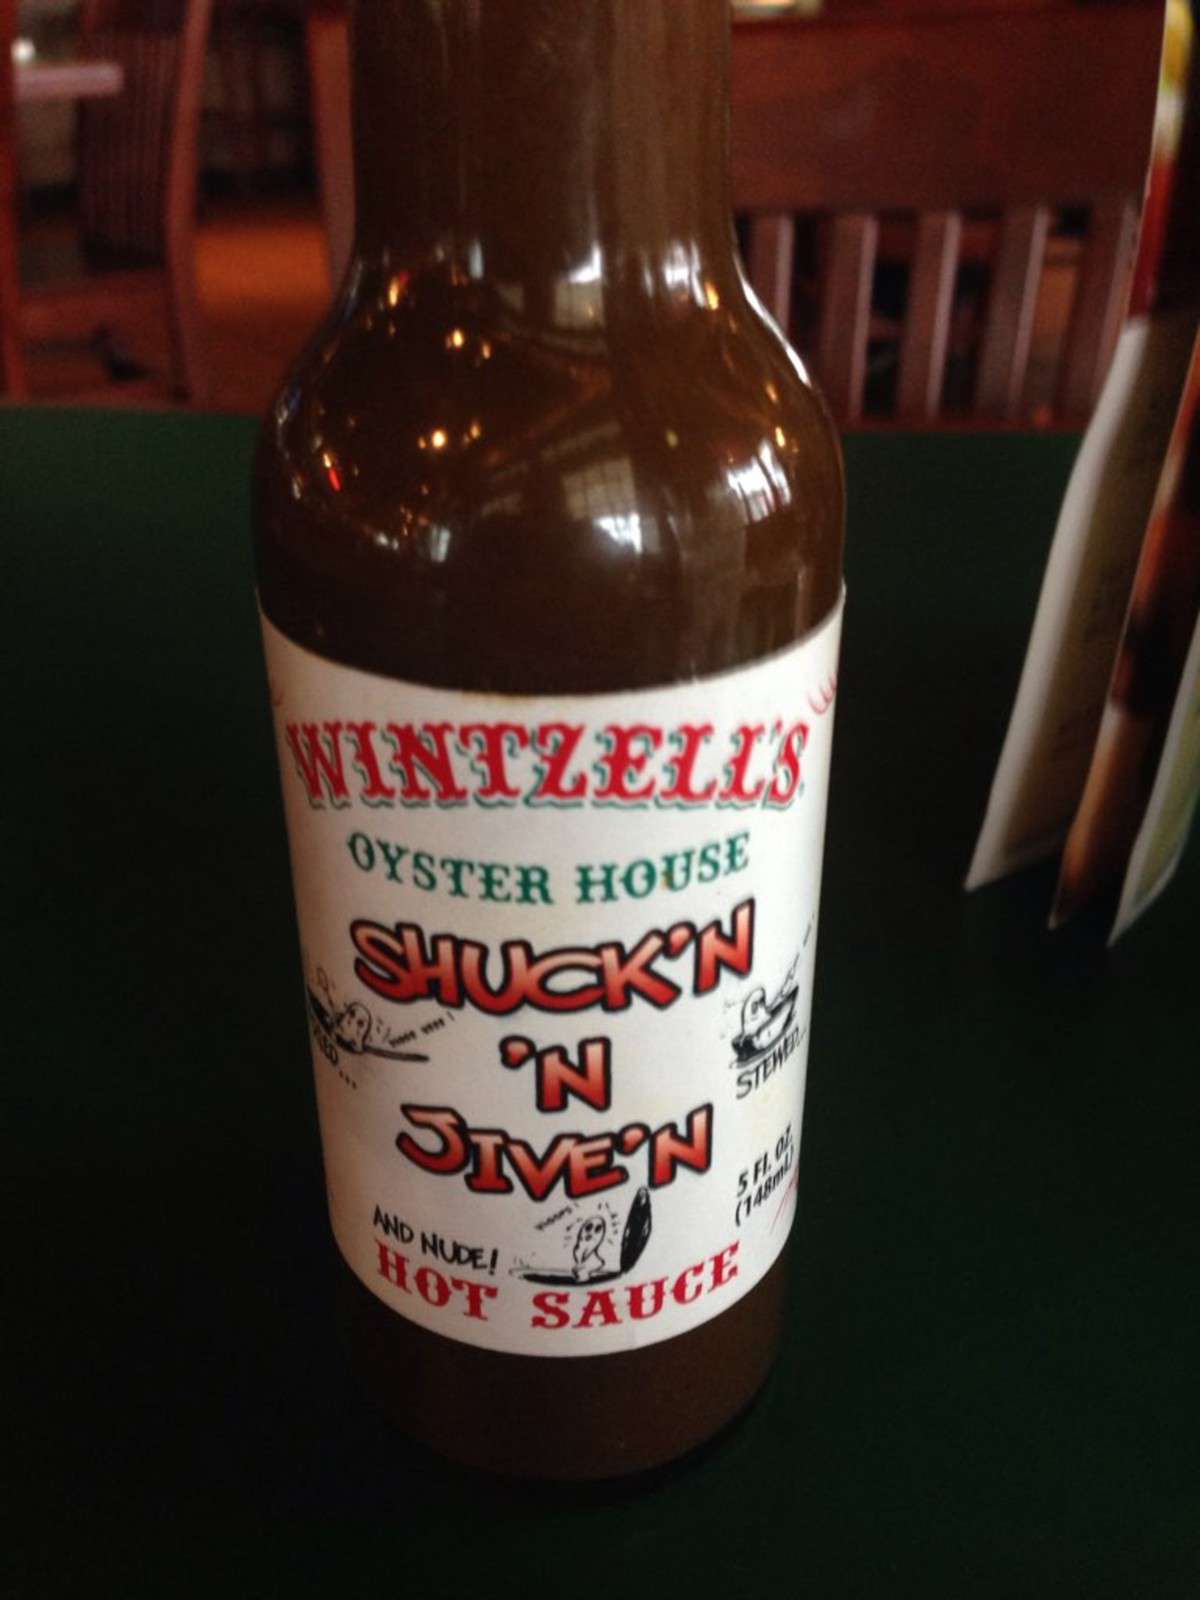 WINTZELL'S
OYSTER HOUSE
SHUCK'N
'N
JIVE'N
STEWED...
5 Fl. OZ.
(148mL)
AND NUDE!
HOT SAUCE